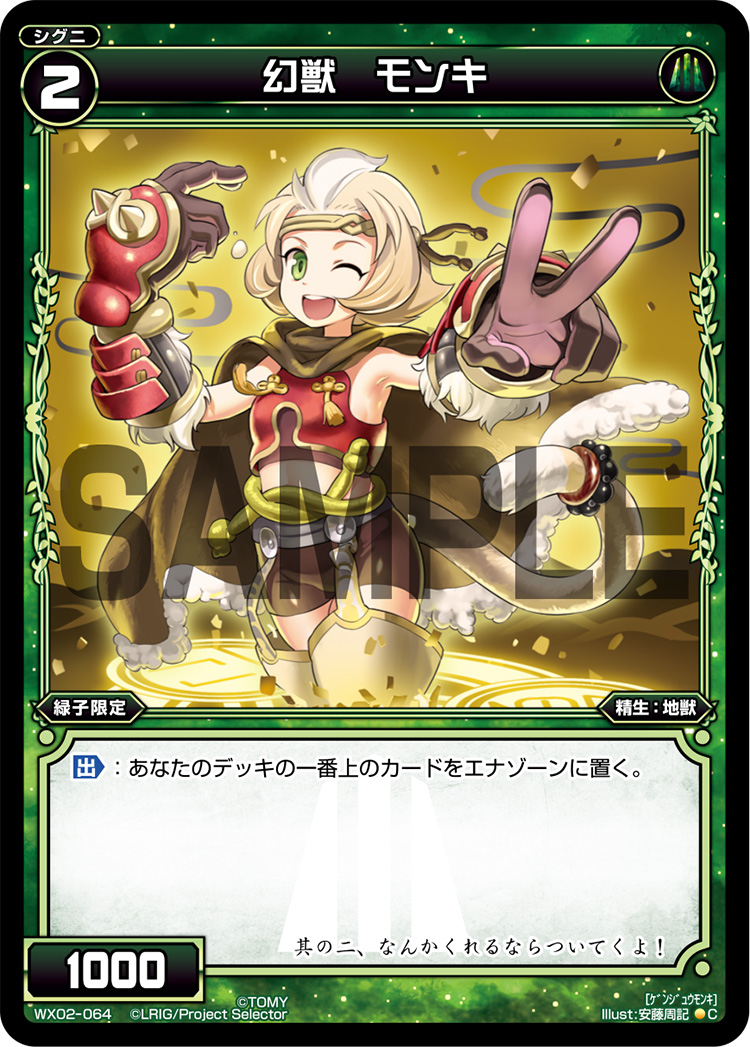 シグニ
2
幻獣 モンキ
SAMPLE
緑子限定
精生：地獣
出：あなたのデッキの一番上のカードをエナゾーンに置く。
其の二、なんかくれるならついてくよ！
1000
WX02-064 ©LRIG/Project Selector
©TOMY
[ｹﾞﾝｼﾞｭｳﾓﾝｷ]
Illust:安藤周記 C